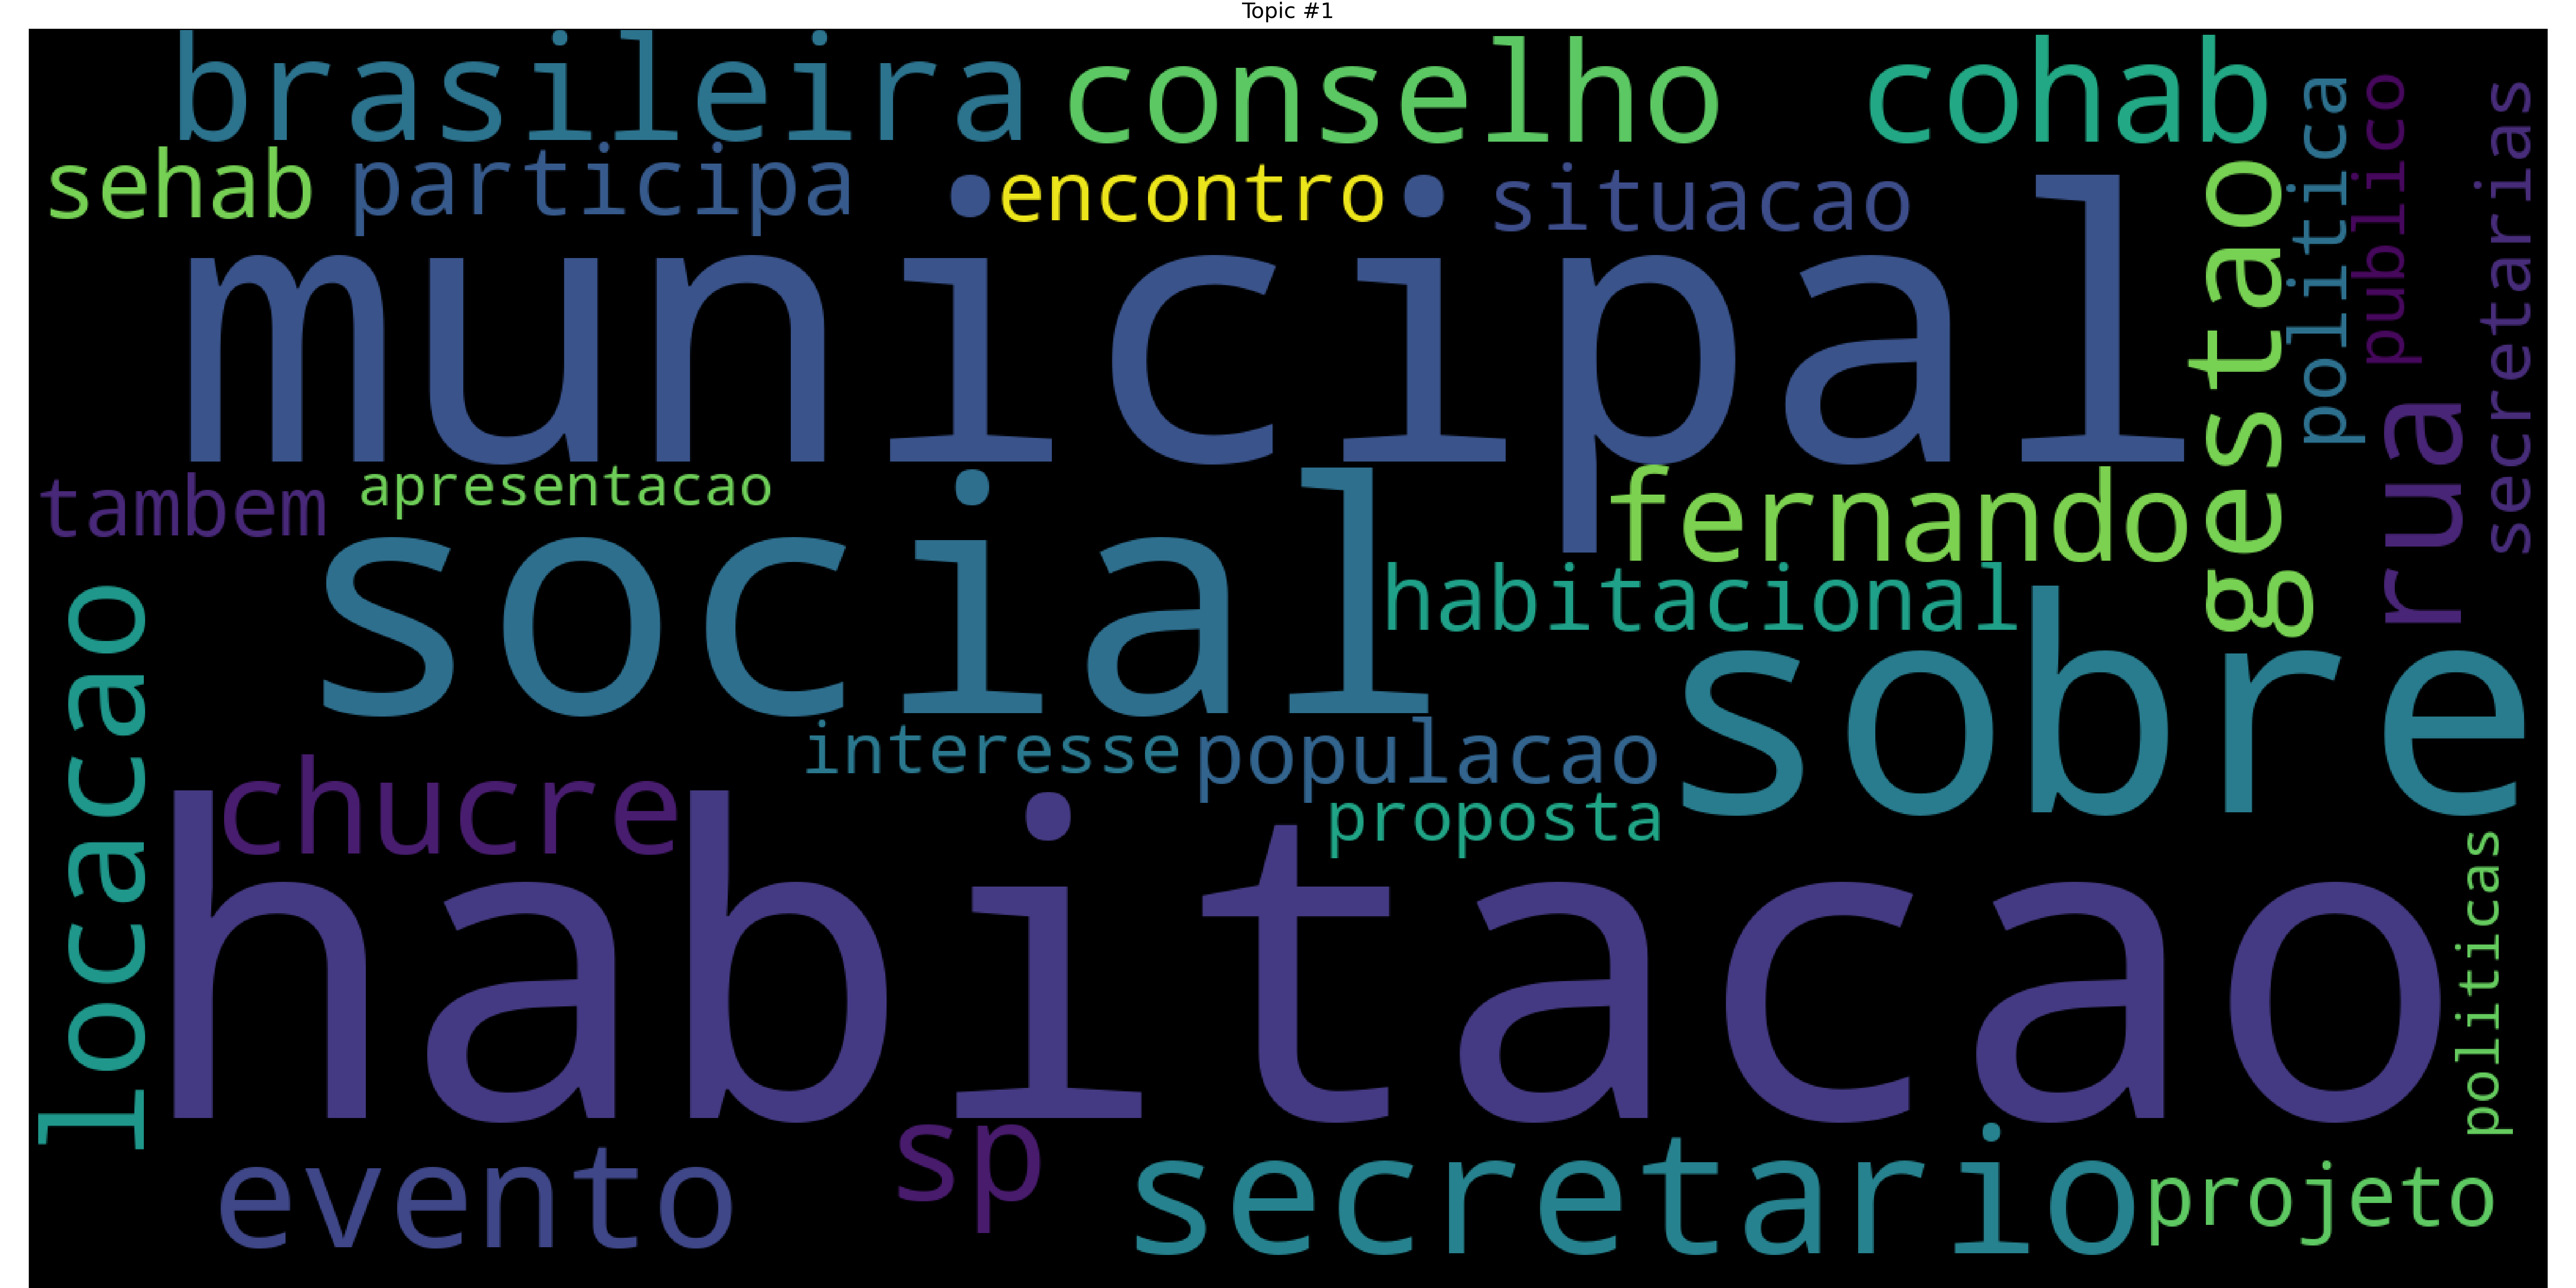 Topic #1
brasileira
conselho
cohab
sehab
participa
encontro
situacao
politica
publico
secretarias
municipal
gestao
rua
tambem
apresentacao
fernando
social
habitacional
sobre
locacao
interesse
populacao
chucre
proposta
habitacao
politicas
evento
sp
secretario
projeto